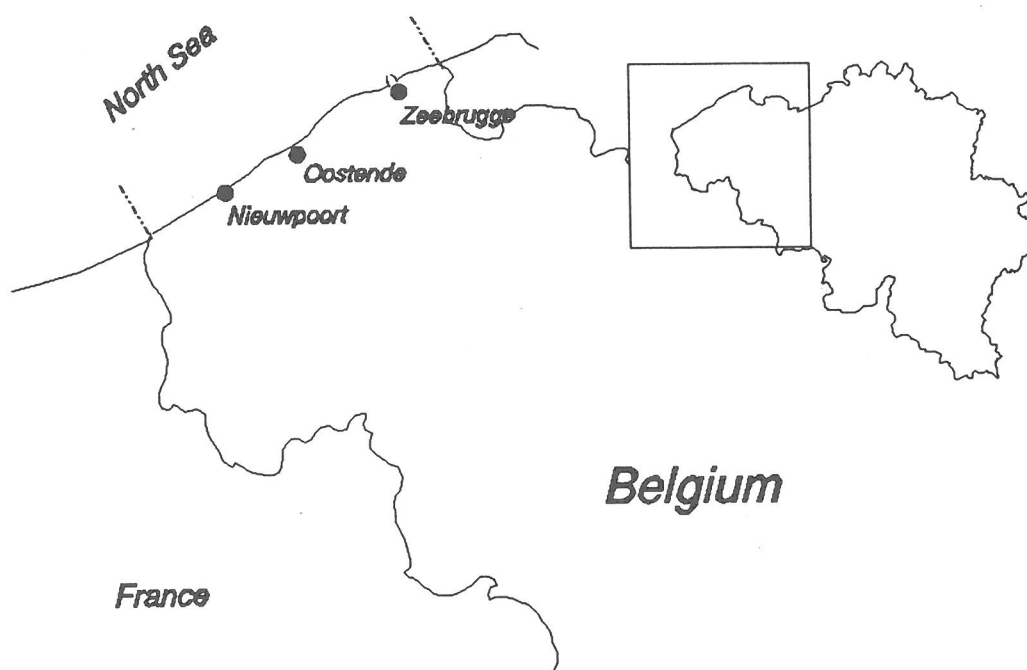 North Sea
Zeebrugge
Oostende
Nieuwpoort
Belgium
France